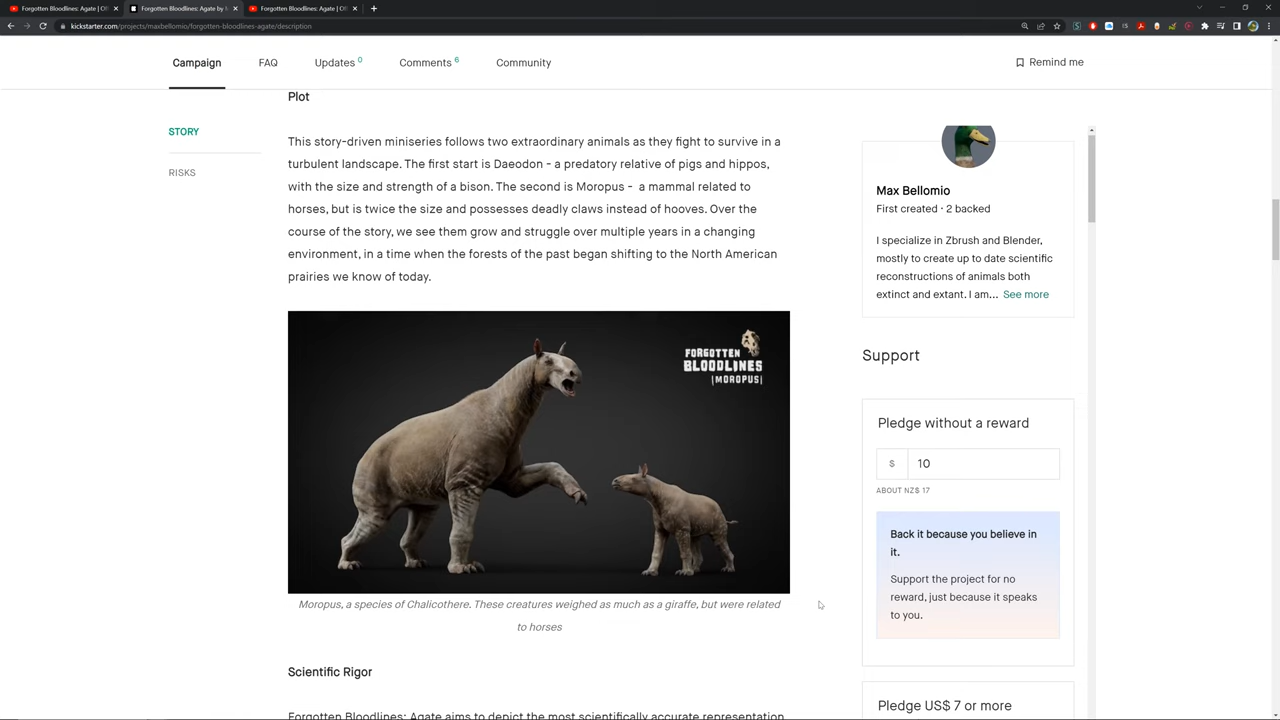 Forgotten Bloodlines: Agate | Of
Forgotten Bloodlines: Agate by M
Forgotten Bloodlines: Agate | Of
kickstarter.com/projects/maxbellomio/forgotten-bloodlines-agate/description
Campaign
FAQ
Updates 0
Comments 6
Community
Remind me
STORY
RISKS
Plot
This story-driven miniseries follows two extraordinary animals as they fight to survive in a
turbulent landscape. The first start is Daeodon - a predatory relative of pigs and hippos,
with the size and strength of a bison. The second is Moropus - a mammal related to
horses, but is twice the size and possesses deadly claws instead of hooves. Over the
course of the story, we see them grow and struggle over multiple years in a changing
environment, in a time when the forests of the past began shifting to the North American
prairies we know of today.
FORGOTTEN
BLOODLINES
|MOROPUS|
Moropus, a species of Chalicothere. These creatures weighed as much as a giraffe, but were related
to horses
Scientific Rigor
Forgotten Bloodlines: Agate aims to depict the most scientifically accurate representation
Max Bellomio
First created · 2 backed
I specialize in Zbrush and Blender,
mostly to create up to date scientific
reconstructions of animals both
extinct and extant. I am... See more
Support
Pledge without a reward
$ 10
ABOUT NZ$ 17
Back it because you believe in
it.
Support the project for no
reward, just because it speaks
to you.
Pledge US$ 7 or more